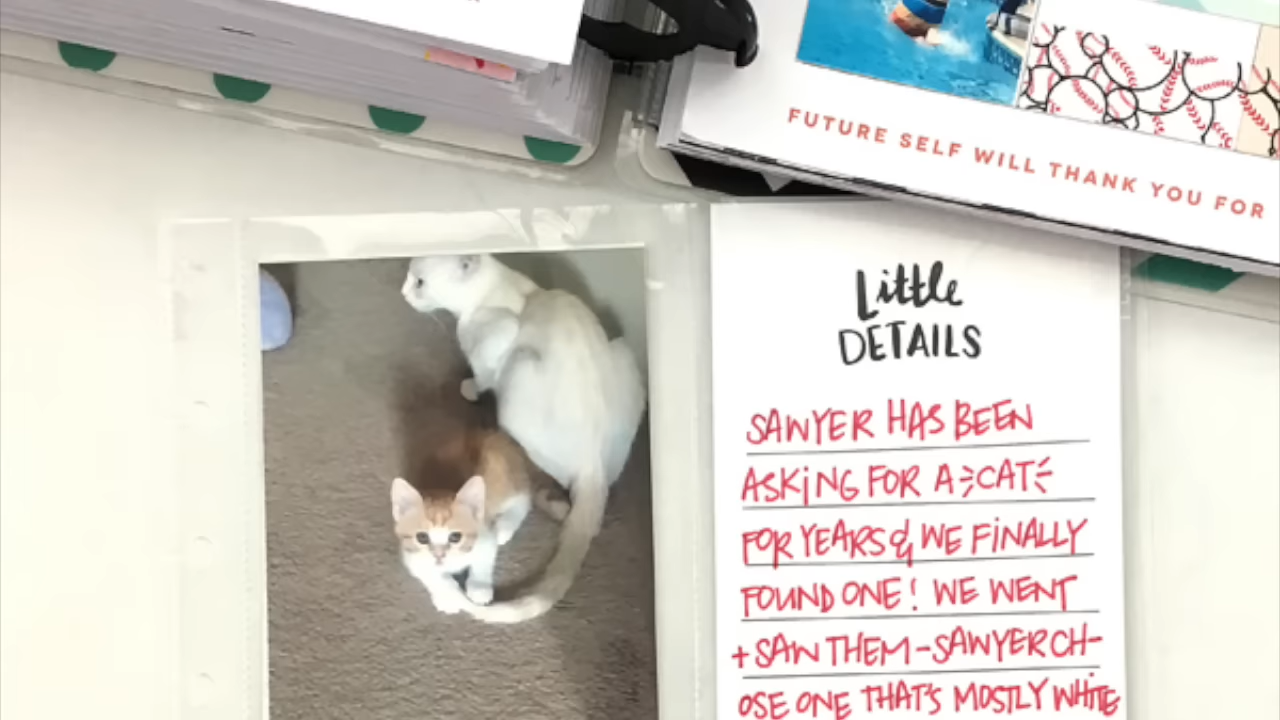 FUTURE SELF WILL THANK YOU FOR
Little
DETAILS
SAWYER HAS BEEN
ASKING FOR A CAT
FOR YEARS & WE FINALLY
FOUND ONE! WE WENT
+ SAW THEM - SAWYER CH-
OSE ONE THAT'S MOSTLY WHITE